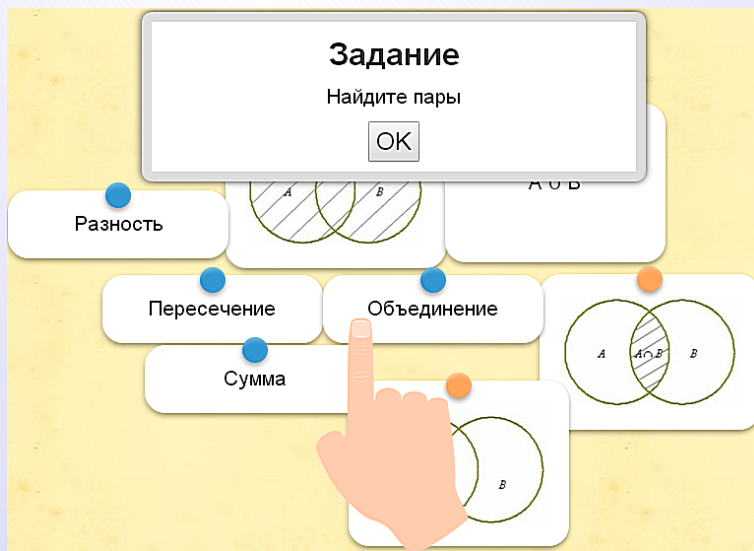 Задание
Найдите пары
OK
A B
A ∪ B
Разность
Пересечение
Объединение
A A∩B B
Сумма
B